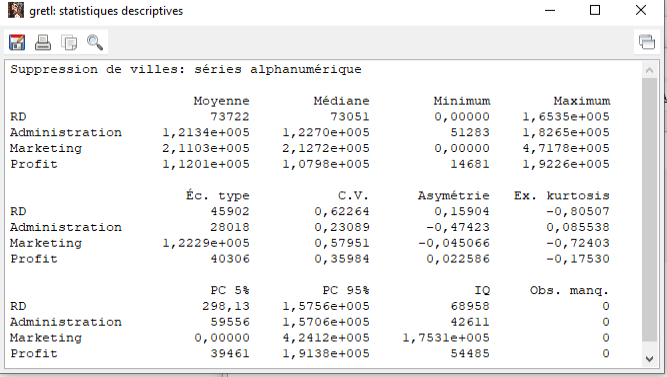 gretl: statistiques descriptives
Suppression de villes: séries alphanumérique
Moyenne Médiane Minimum Maximum
RD 73722 73051 0,00000 1,6535e+005
Administration 1,2134e+005 1,2270e+005 51283 1,8265e+005
Marketing 2,1103e+005 2,1272e+005 0,00000 4,7178e+005
Profit 1,1201e+005 1,0798e+005 14681 1,9226e+005
Éc. type C.V. Asymétrie Ex. kurtosis
RD 45902 0,62264 0,15904 -0,80507
Administration 28018 0,23089 -0,47423 0,085538
Marketing 1,2229e+005 0,57951 -0,045066 -0,72403
Profit 40306 0,35984 0,022586 -0,17530
PC 5% PC 95% IQ Obs. manq.
RD 298,13 1,5756e+005 68958 0
Administration 59556 1,5706e+005 42611 0
Marketing 0,00000 4,2412e+005 1,7531e+005 0
Profit 39461 1,9138e+005 54485 0